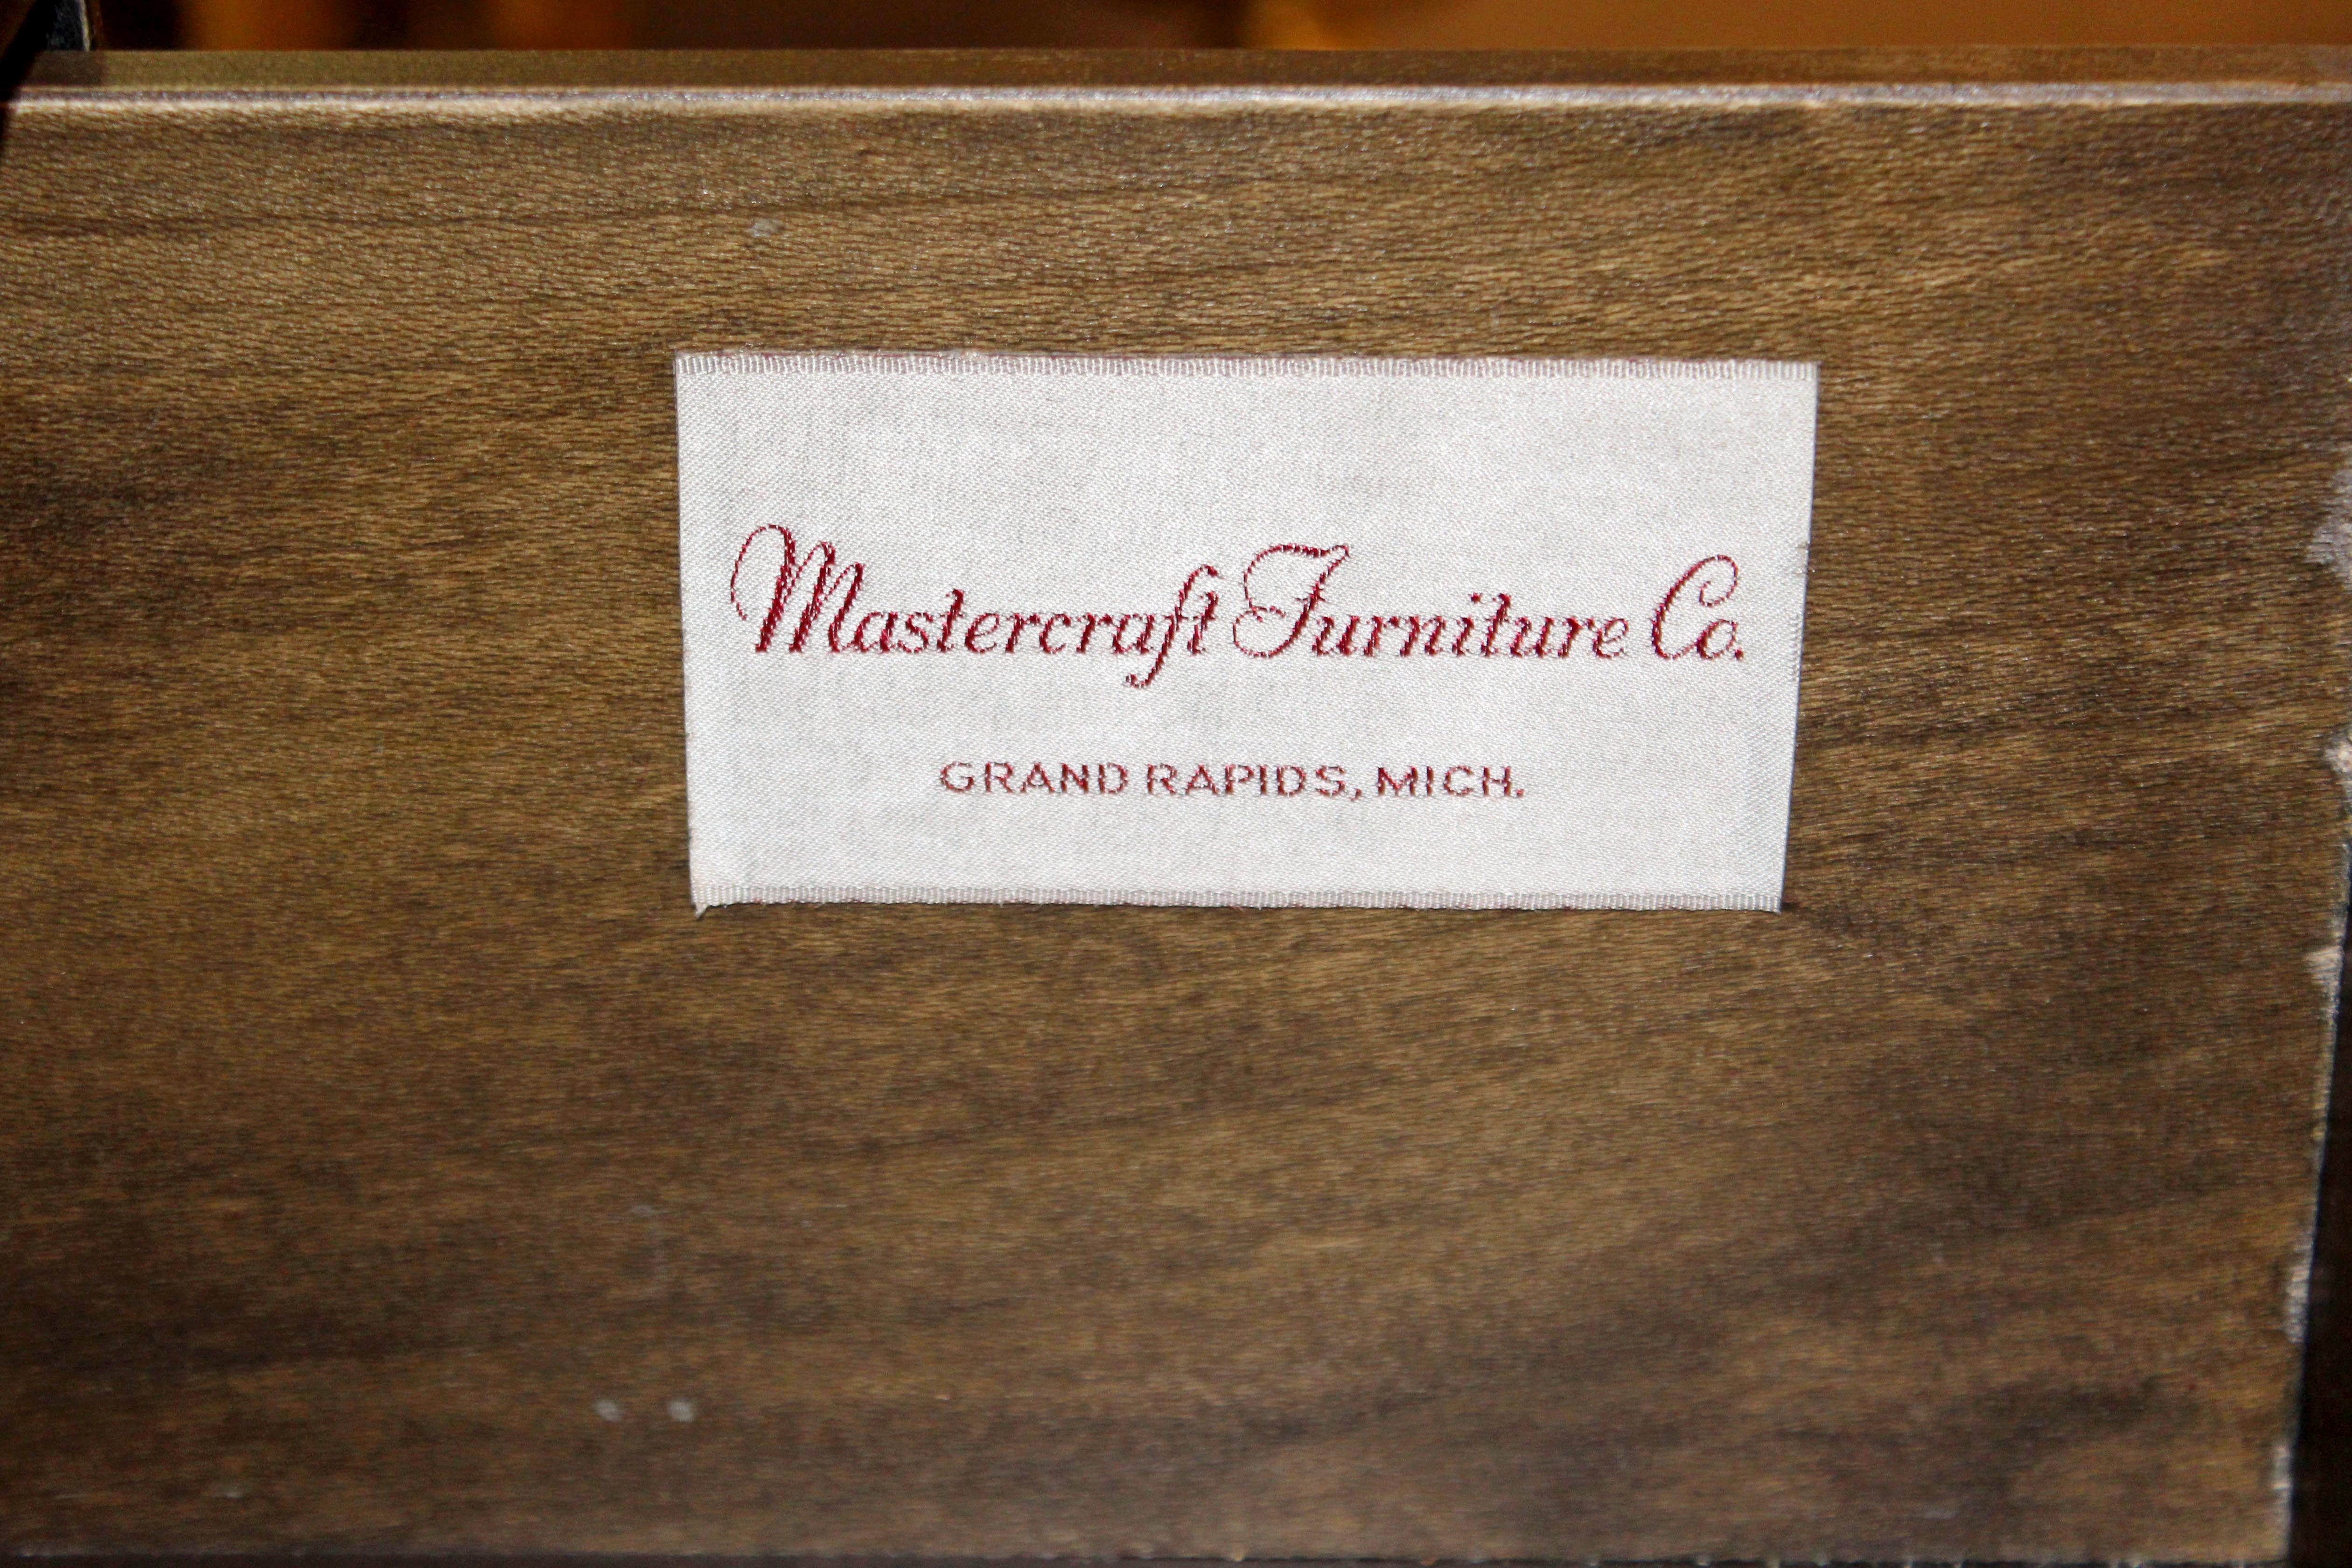 Mastercraft Furniture Co.
GRAND RAPIDS, MICH.